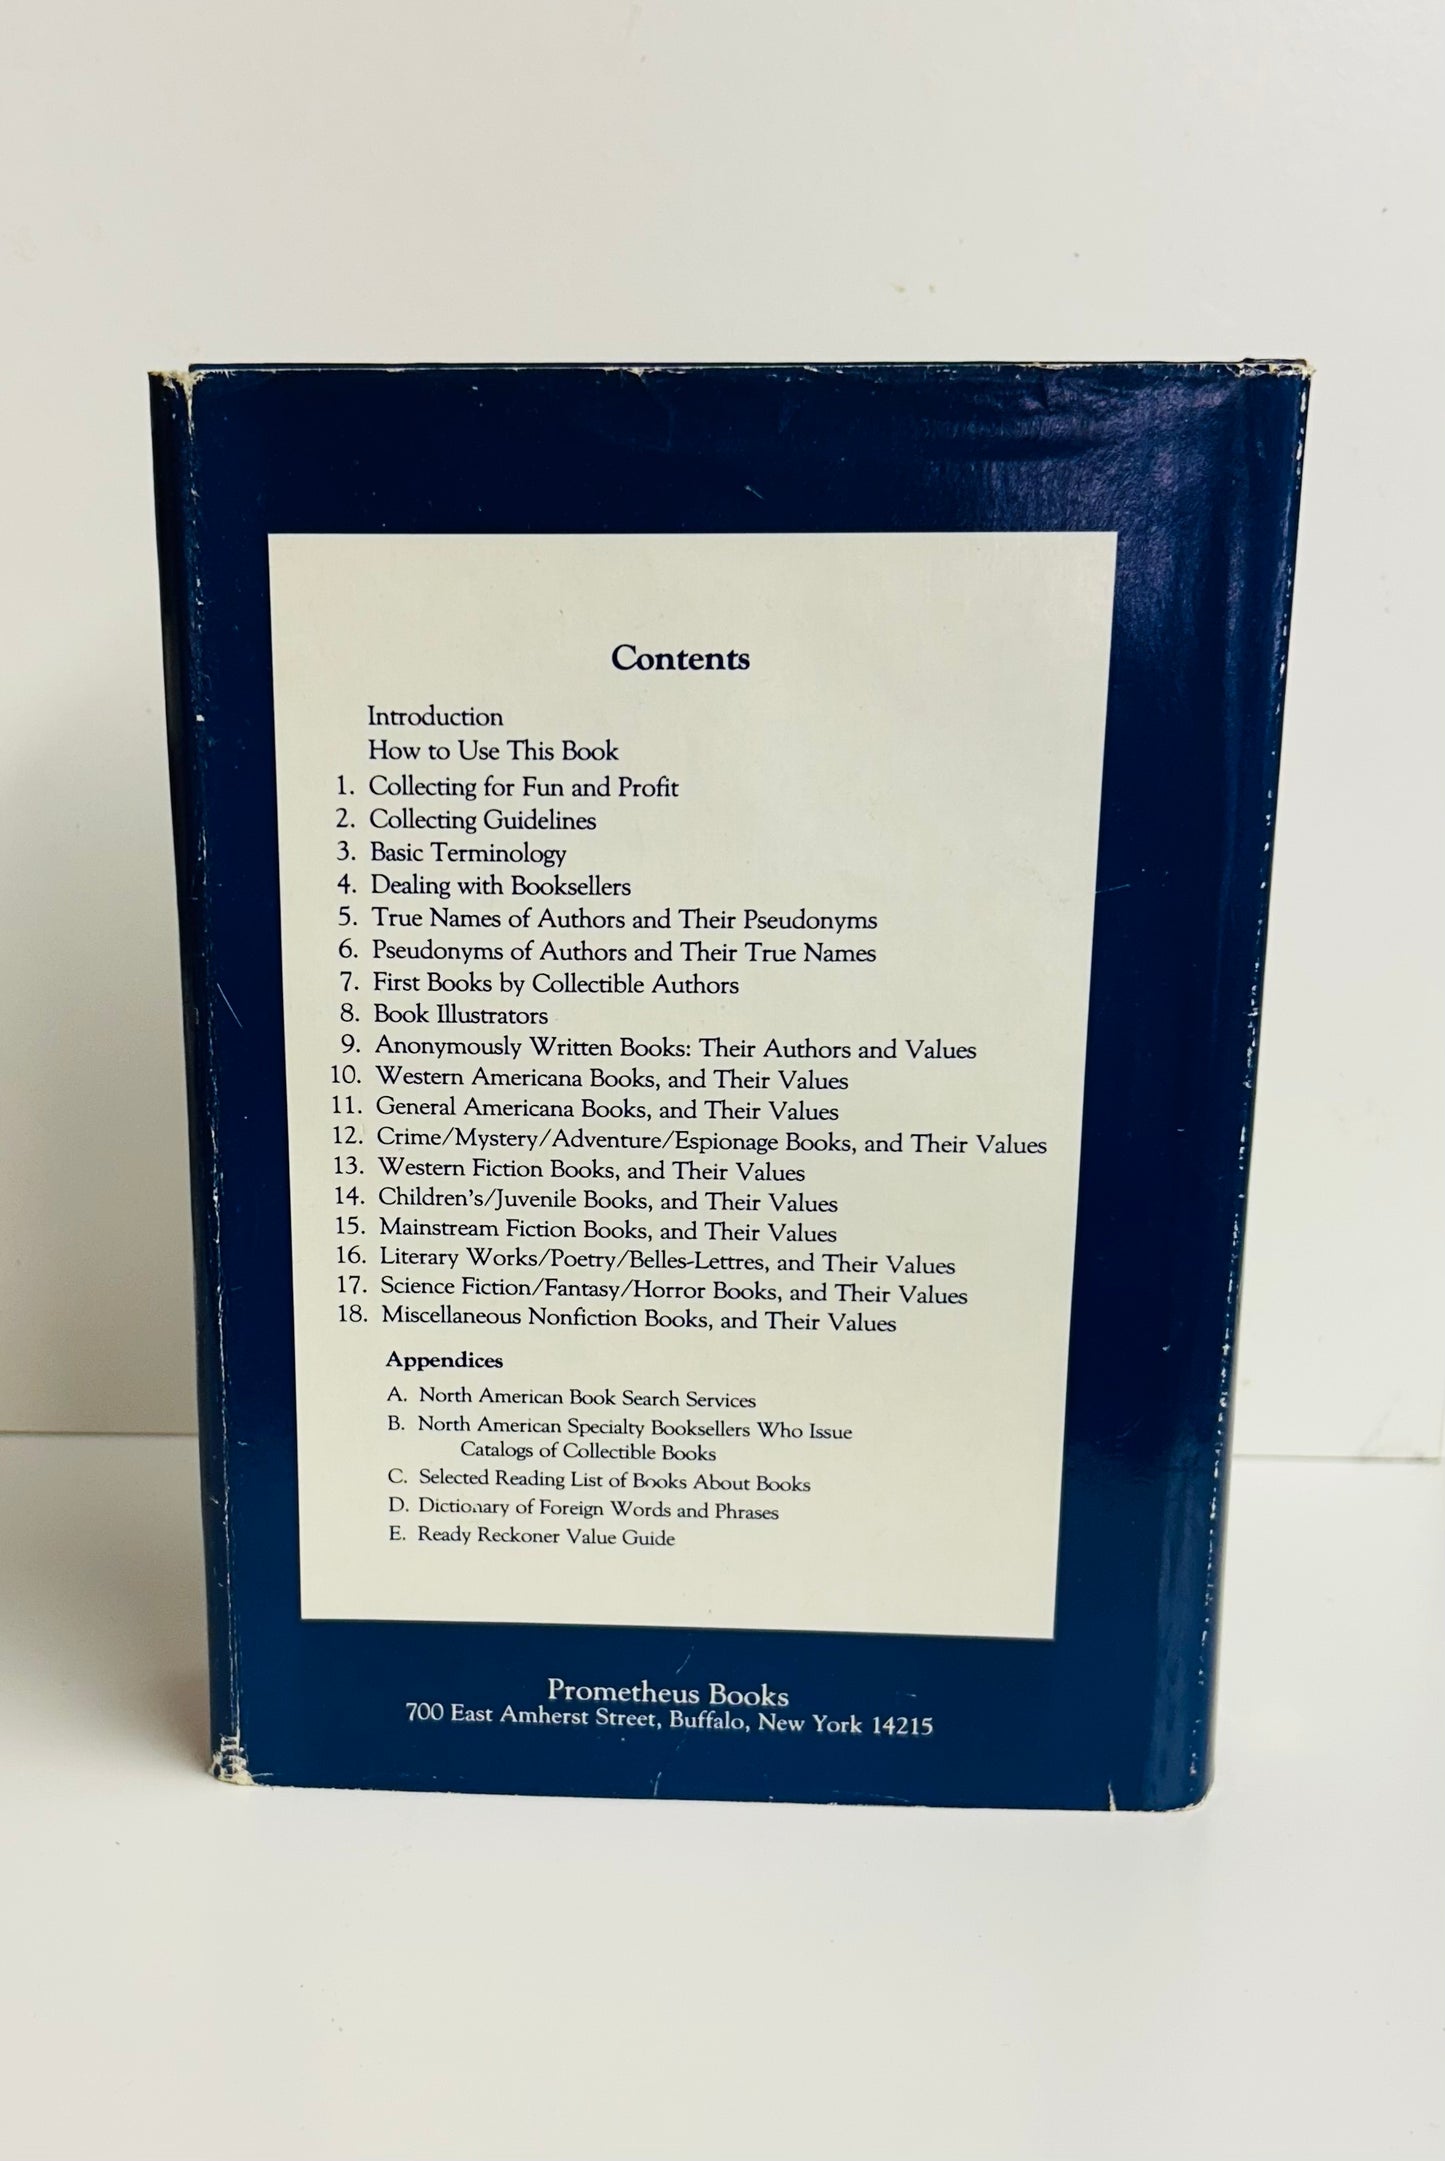 Contents
Introduction
How to Use This Book
1. Collecting for Fun and Profit
2. Collecting Guidelines
3. Basic Terminology
4. Dealing with Booksellers
5. True Names of Authors and Their Pseudonyms
6. Pseudonyms of Authors and Their True Names
7. First Books by Collectible Authors
8. Book Illustrators
9. Anonymously Written Books: Their Authors and Values
10. Western Americana Books, and Their Values
11. General Americana Books, and Their Values
12. Crime/Mystery/Adventure/Espionage Books, and Their Values
13. Western Fiction Books, and Their Values
14. Children's/Juvenile Books, and Their Values
15. Mainstream Fiction Books, and Their Values
16. Literary Works/Poetry/Belles-Lettres, and Their Values
17. Science Fiction/Fantasy/Horror Books, and Their Values
18. Miscellaneous Nonfiction Books, and Their Values
Appendices
A. North American Book Search Services
B. North American Specialty Booksellers Who Issue
Catalogs of Collectible Books
C. Selected Reading List of Books About Books
D. Dictionary of Foreign Words and Phrases
E. Ready Reckoner Value Guide
Prometheus Books
700 East Amherst Street, Buffalo, New York 14215